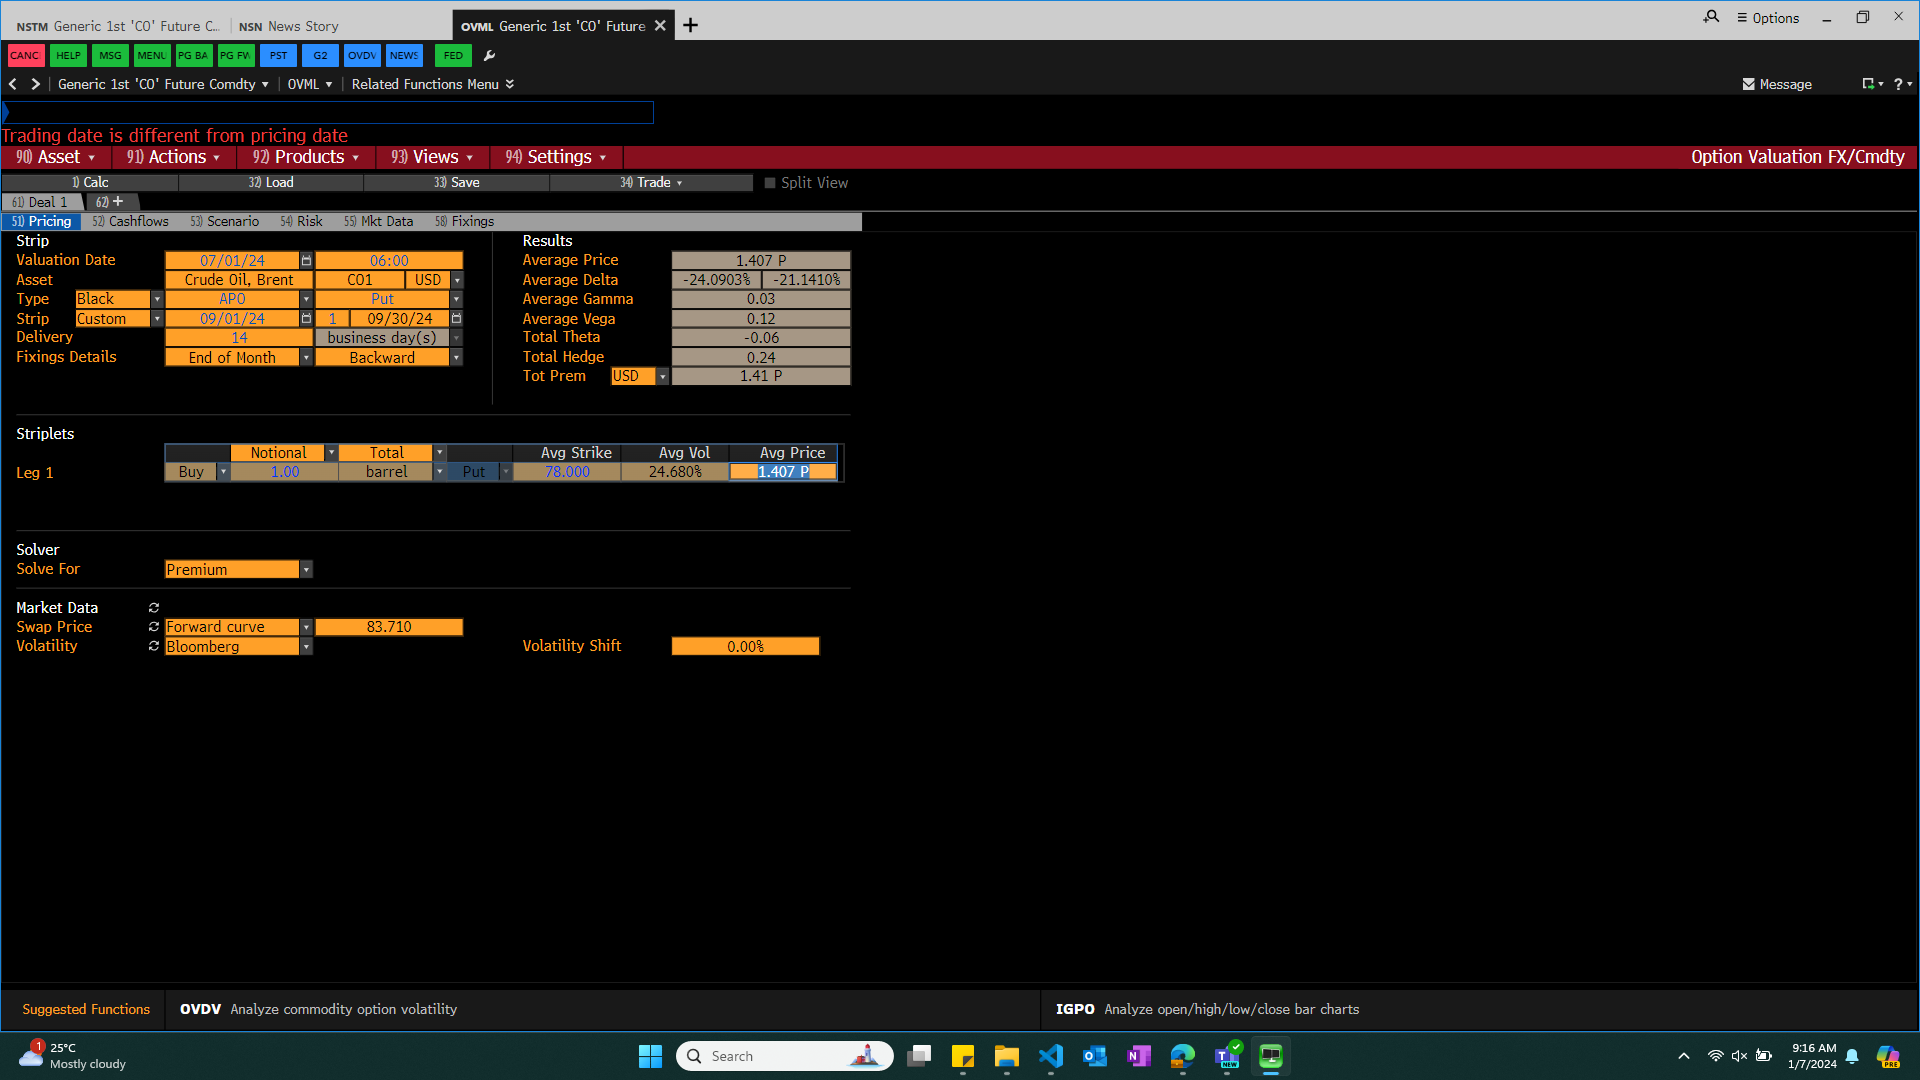 NSTM Generic 1st 'CO' Future C... NSN News Story OVML Generic 1st 'CO' Future Options
CANC HELP MSG MENU PG BA PG FW PST G2 OVDV NEWS FED
Generic 1st 'CO' Future Comdty OVML Related Functions Menu Message ?
Trading date is different from pricing date
90) Asset 91) Actions 92) Products 93) Views 94) Settings Option Valuation FX/Cmdty
1) Calc 32) Load 33) Save 34) Trade Split View
61) Deal 1 62) +
51) Pricing 52) Cashflows 53) Scenario 54) Risk 55) Mkt Data 58) Fixings
Strip Results
Valuation Date 07/01/24 06:00 Average Price 1.407 P
Asset Crude Oil, Brent CO1 USD Average Delta -24.0903% -21.1410%
Type Black APO Put Average Gamma 0.03
Strip Custom 09/01/24 1 09/30/24 Average Vega 0.12
Delivery 14 business day(s) Total Theta -0.06
Fixings Details End of Month Backward Total Hedge 0.24
Tot Prem USD 1.41 P
Striplets
Notional Total Avg Strike Avg Vol Avg Price
Leg 1 Buy 1.00 barrel Put 78.000 24.680% 1.407 P
Solver
Solve For Premium
Market Data
Swap Price Forward curve 83.710
Volatility Bloomberg Volatility Shift 0.00%
Suggested Functions OVDV Analyze commodity option volatility IGPO Analyze open/high/low/close bar charts
1 25°C
Mostly cloudy
Search
NEW
9:16 AM
1/7/2024
PRE